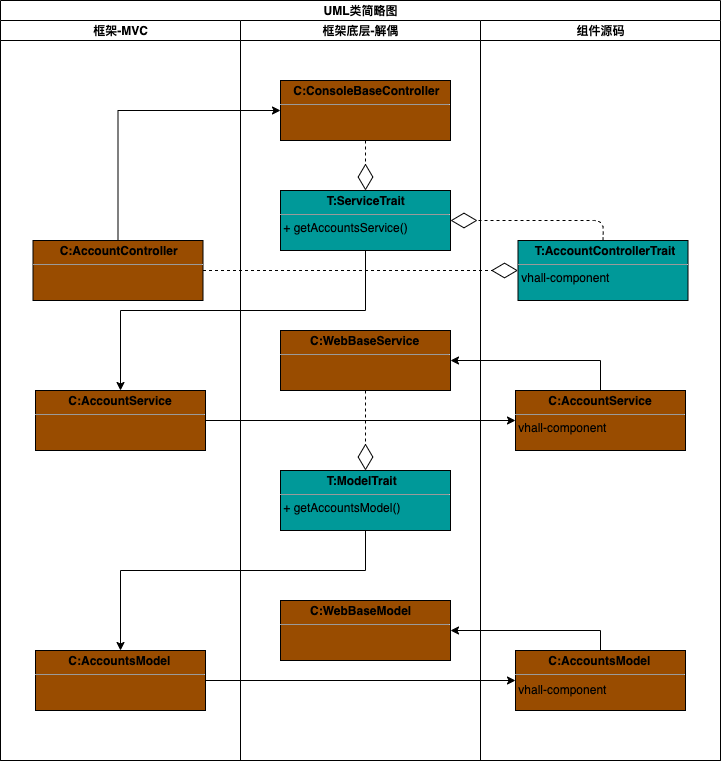 UML类简略图
框架-MVC
框架底层-解偶
组件源码
C:ConsoleBaseController
T:ServiceTrait
+ getAccountsService()
C:AccountController
T:AccountControllerTrait
vhall-component
C:WebBaseService
C:AccountService
C:AccountService
vhall-component
T:ModelTrait
+ getAccountsModel()
C:WebBaseModel
C:AccountsModel
C:AccountsModel
vhall-component